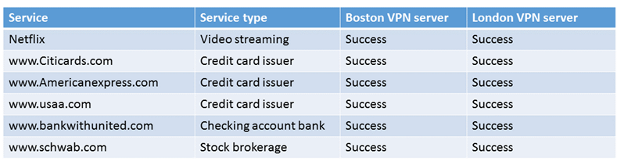 Service Service type Boston VPN server London VPN server
Netflix Video streaming Success Success
www.Citicards.com Credit card issuer Success Success
www.Americanexpress.com Credit card issuer Success Success
www.usaa.com Credit card issuer Success Success
www.bankwithunited.com Checking account bank Success Success
www.schwab.com Stock brokerage Success Success